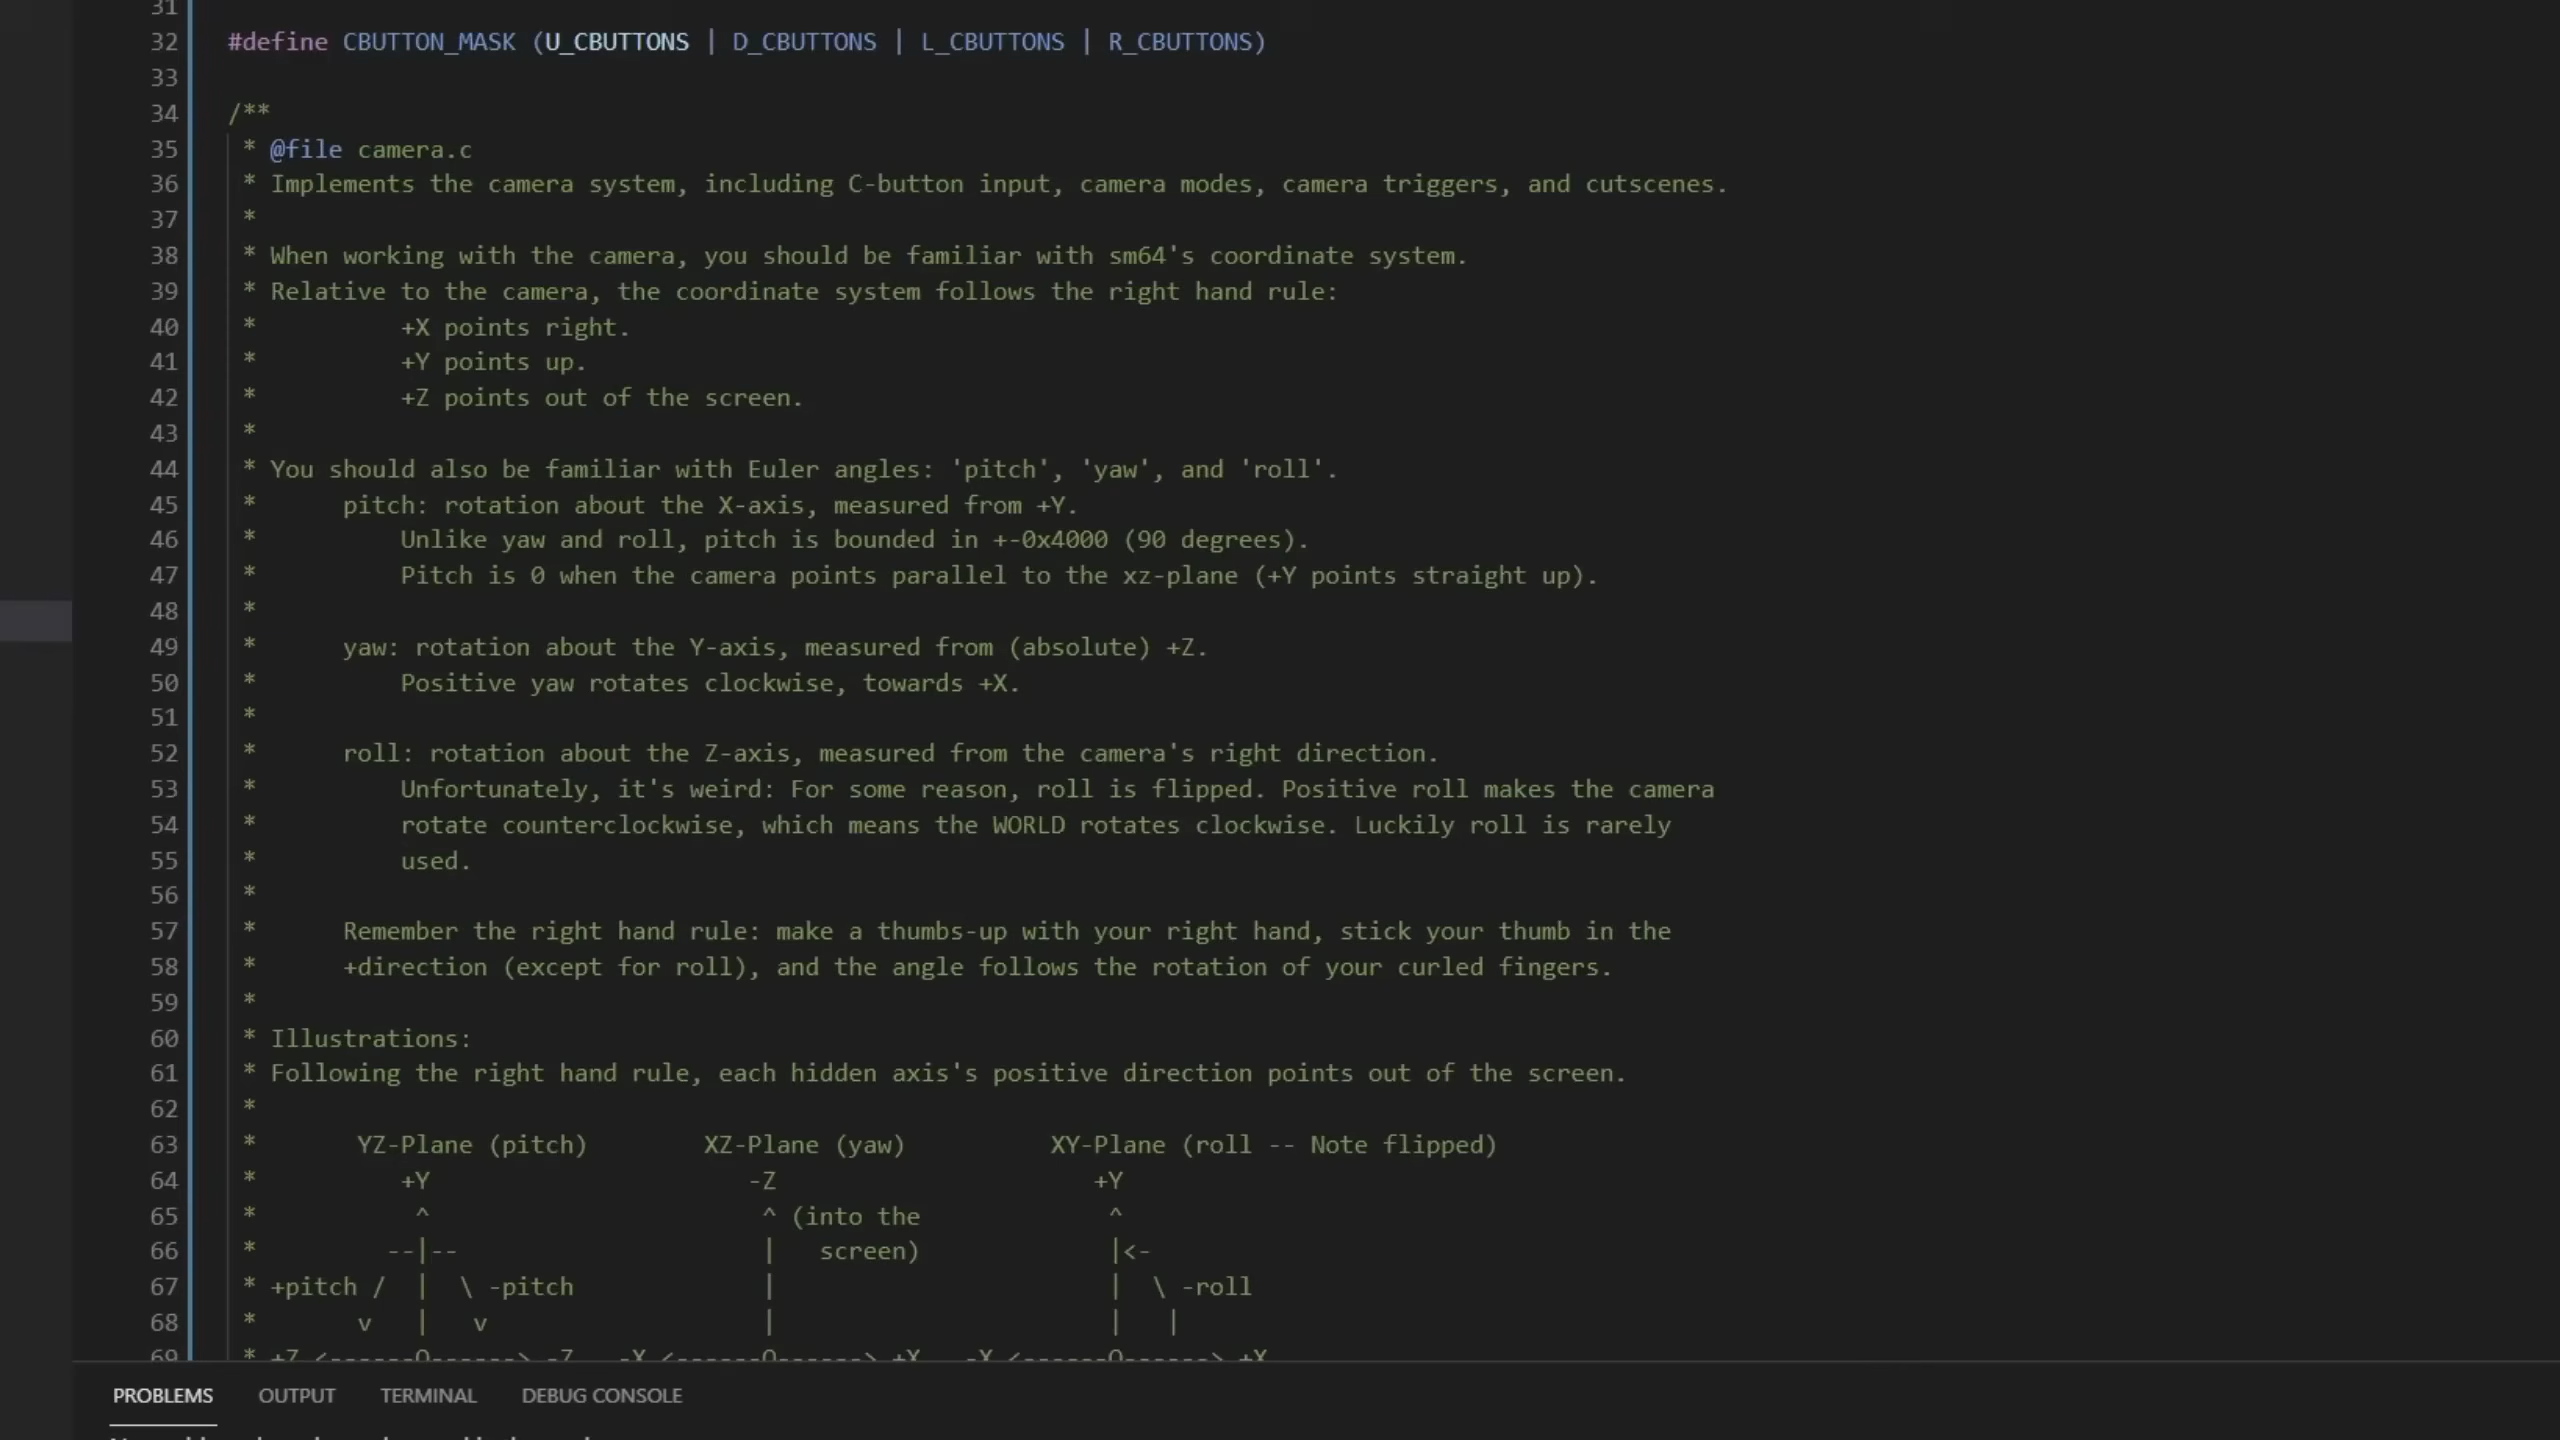 31
32 #define CBUTTON_MASK (U_CBUTTONS | D_CBUTTONS | L_CBUTTONS | R_CBUTTONS)
33
34 /**
35  * @file camera.c
36  * Implements the camera system, including C-button input, camera modes, camera triggers, and cutscenes.
37  *
38  * When working with the camera, you should be familiar with sm64's coordinate system.
39  * Relative to the camera, the coordinate system follows the right hand rule:
40  *          +X points right.
41  *          +Y points up.
42  *          +Z points out of the screen.
43  *
44  * You should also be familiar with Euler angles: 'pitch', 'yaw', and 'roll'.
45  *      pitch: rotation about the X-axis, measured from +Y.
46  *          Unlike yaw and roll, pitch is bounded in +-0x4000 (90 degrees).
47  *          Pitch is 0 when the camera points parallel to the xz-plane (+Y points straight up).
48  *
49  *      yaw: rotation about the Y-axis, measured from (absolute) +Z.
50  *          Positive yaw rotates clockwise, towards +X.
51  *
52  *      roll: rotation about the Z-axis, measured from the camera's right direction.
53  *          Unfortunately, it's weird: For some reason, roll is flipped. Positive roll makes the camera
54  *          rotate counterclockwise, which means the WORLD rotates clockwise. Luckily roll is rarely
55  *          used.
56  *
57  *      Remember the right hand rule: make a thumbs-up with your right hand, stick your thumb in the
58  *      +direction (except for roll), and the angle follows the rotation of your curled fingers.
59  *
60  * Illustrations:
61  * Following the right hand rule, each hidden axis's positive direction points out of the screen.
62  *
63  *       YZ-Plane (pitch)        XZ-Plane (yaw)          XY-Plane (roll -- Note flipped)
64  *          +Y                      -Z                      +Y
65  *           ^                       ^ (into the             ^
66  *         --|--                     |   screen)             |<-
67  * +pitch /  |  \ -pitch             |                       |  \ -roll
68  *       v   |   v                   |                       |   |
69  * +Z <------O------> -Z   -X <------O------> +X   -X <------O------> +X
PROBLEMS OUTPUT TERMINAL DEBUG CONSOLE